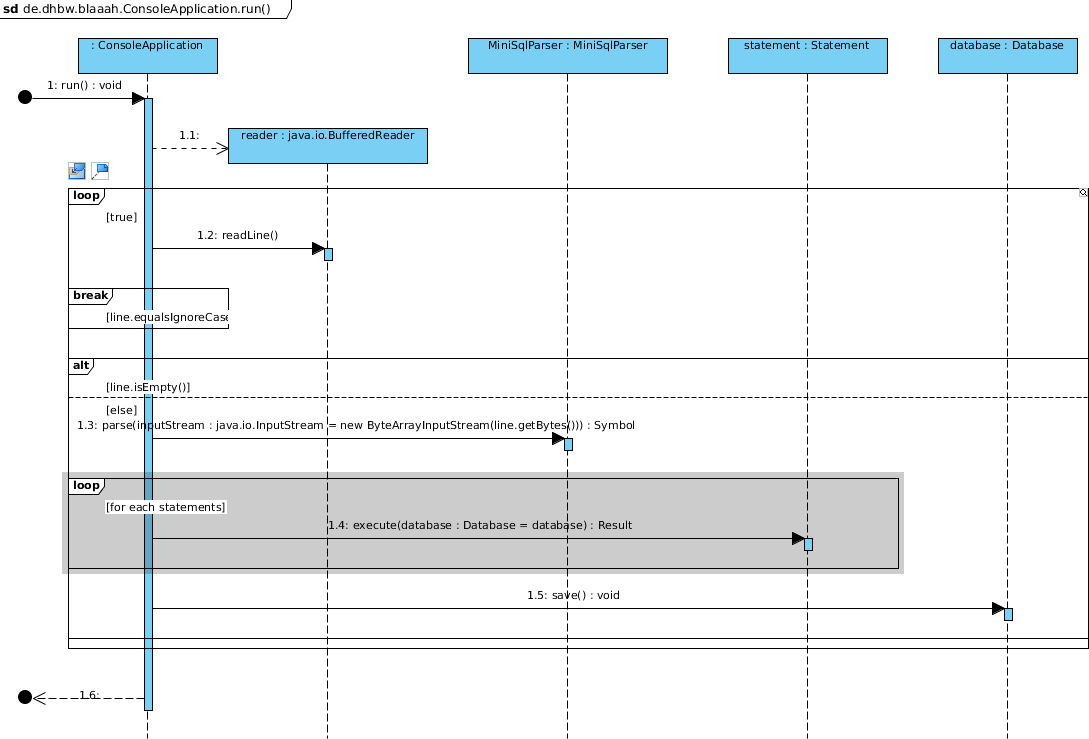 sd de.dhbw.blaaah.ConsoleApplication.run()
: ConsoleApplication
MiniSqlParser : MiniSqlParser
statement : Statement
database : Database
1: run() : void
1.1:
reader : java.io.BufferedReader
loop
[true]
1.2: readLine()
break
[line.equalsIgnoreCase
alt
[line.isEmpty()]
[else]
1.3: parse(inputStream : java.io.InputStream = new ByteArrayInputStream(line.getBytes())) : Symbol
loop
[for each statements]
1.4: execute(database : Database = database) : Result
1.5: save() : void
1.6: